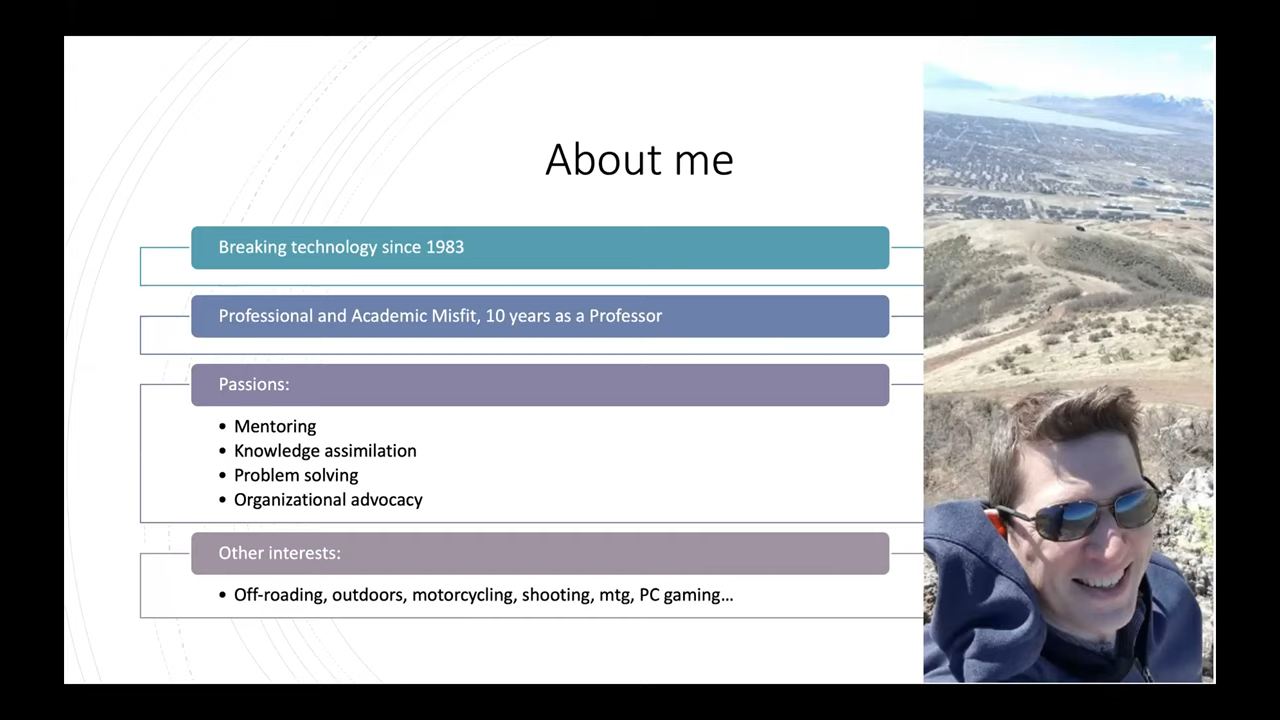 About me
Breaking technology since 1983
Professional and Academic Misfit, 10 years as a Professor
Passions:
• Mentoring
• Knowledge assimilation
• Problem solving
• Organizational advocacy
Other interests:
• Off-roading, outdoors, motorcycling, shooting, mtg, PC gaming…